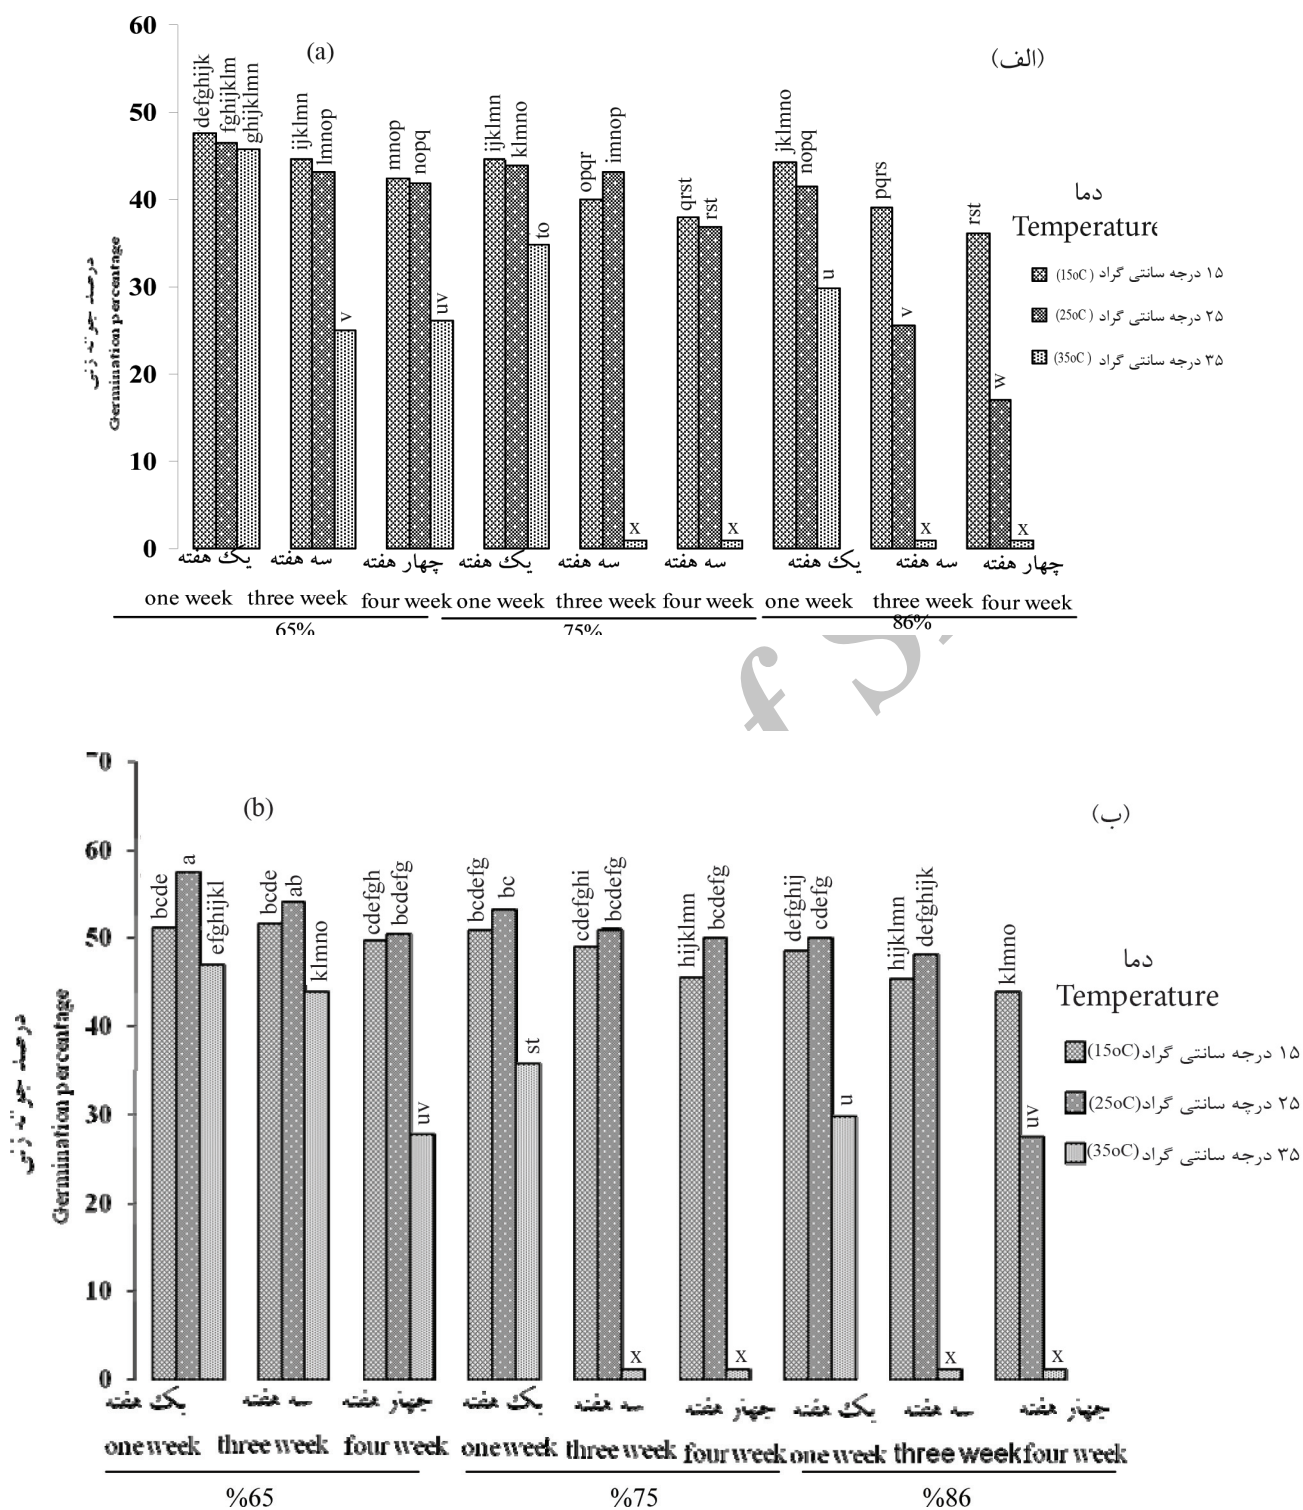 60
(a)
(الف)
defghijk
fghijklm
ghijklmn
ijklmn
lmnop
v
mnop
nopq
uv
ijklmn
klmno
to
opqr
imnop
x
qrst
rst
x
jklmno
nopq
u
pqrs
v
x
rst
w
x
50
40
30
20
10
0
درصد جوانه زنی
Germination percentage
دما
Temperature
۱۵ درجه سانتی گراد (15oC)
۲۵ درجه سانتی گراد (25oC)
۳۵ درجه سانتی گراد (35oC)
یک هفته سه هفته چهار هفته یک هفته سه هفته سه هفته یک هفته سه هفته چهار هفته
one week three week four week one week three week four week one week three week four week
65% 75% 86%
f
70
(b)
(ب)
bcde
a
efghijkl
bcde
ab
klmno
cdefgh
bcdefg
uv
bcdefg
bc
st
cdefghi
bcdefg
x
hijklmn
bcdefg
x
defghij
cdefg
u
hijklmn
defghijk
x
klmno
uv
x
60
50
40
30
20
10
0
درصد جوانه زنی
Germination percentage
دما
Temperature
۱۵ درجه سانتی گراد (15oC)
۲۵ درجه سانتی گراد (25oC)
۳۵ درجه سانتی گراد (35oC)
یک هفته سه هفته چهار هفته یک هفته سه هفته چهار هفته یک هفته سه هفته چهار هفته
one week three week four week one week three week four week one week three week four week
%65 %75 %86